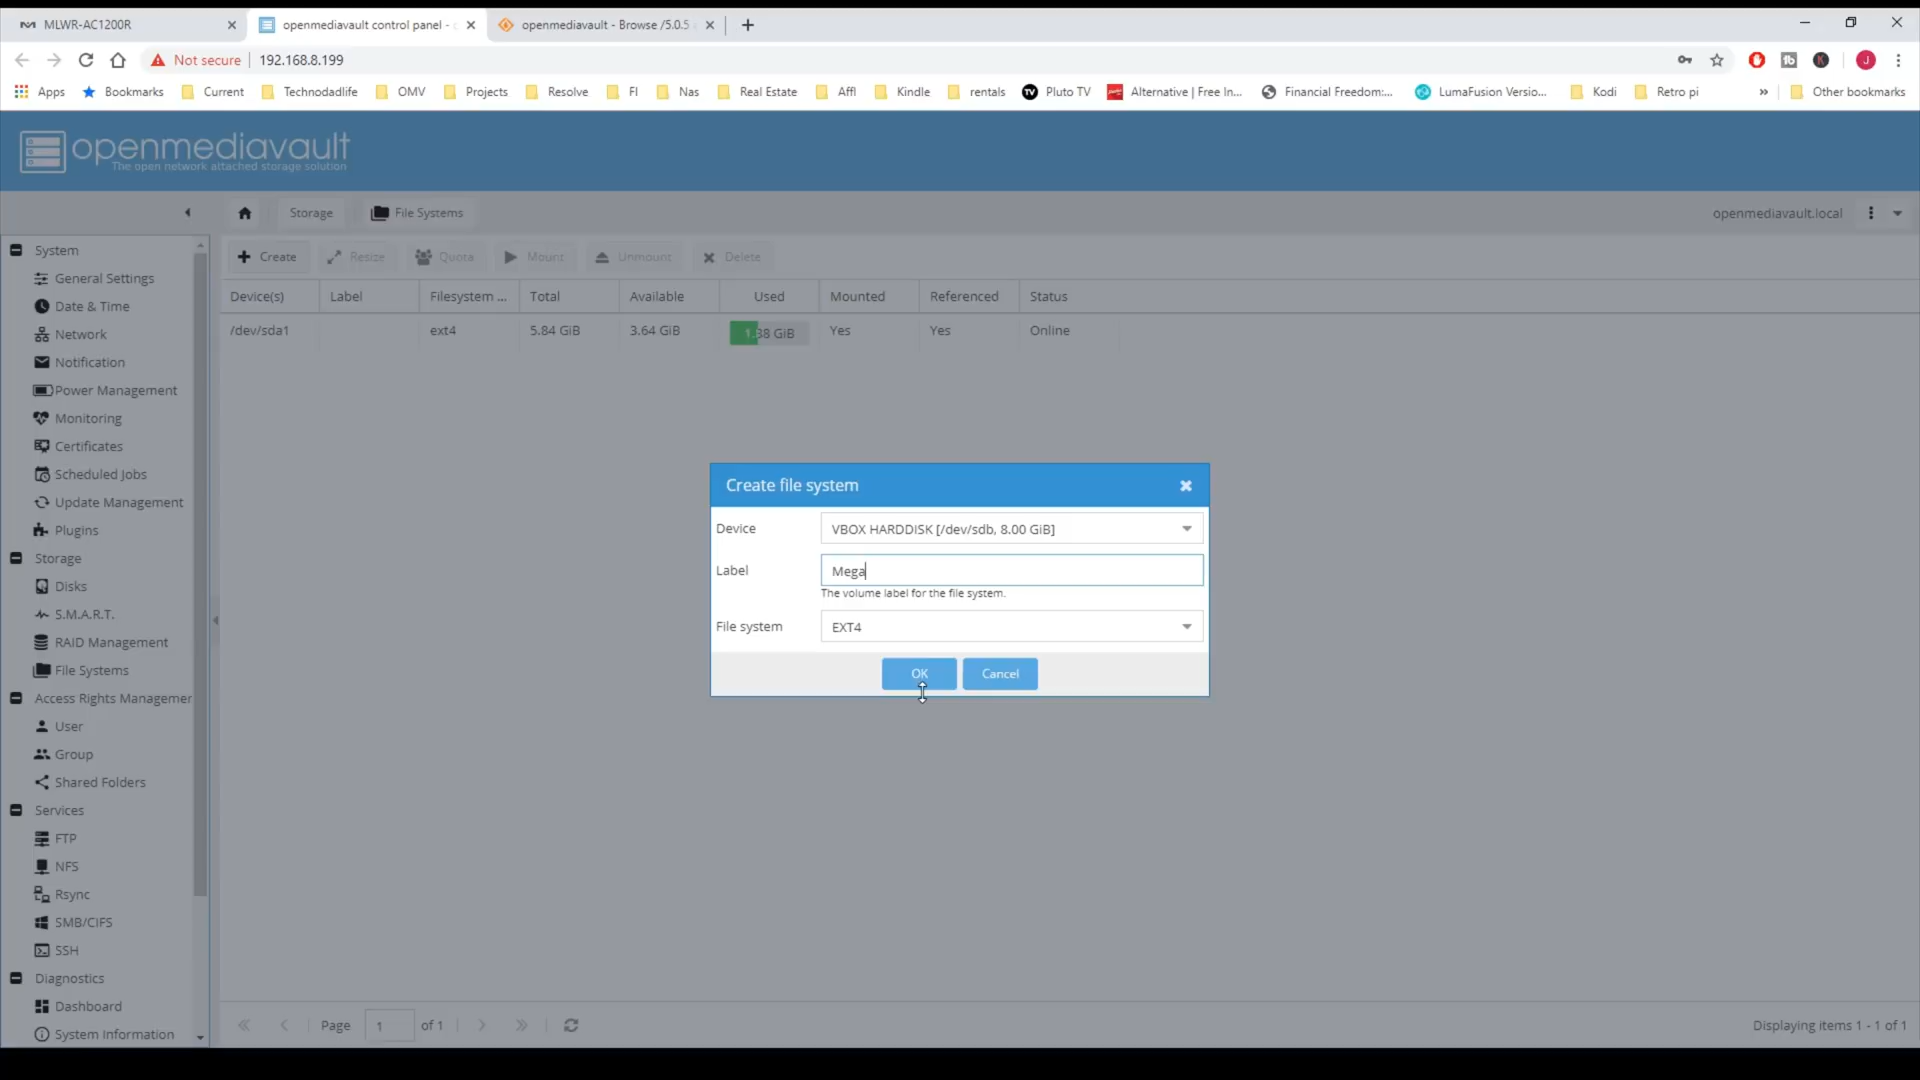 MLWR-AC1200R
openmediavault control panel - 
openmediavault - Browse /5.0.5
Not secure 192.168.8.199
Apps Bookmarks Current Technodadlife OMV Projects Resolve FI Nas Real Estate Affl Kindle rentals Pluto TV Alternative | Free In... Financial Freedom:... LumaFusion Versio... Kodi Retro pi » Other bookmarks
openmediavault
The open network attached storage solution
Storage File Systems openmediavault.local
System
General Settings
Date & Time
Network
Notification
Power Management
Monitoring
Certificates
Scheduled Jobs
Update Management
Plugins
Storage
Disks
S.M.A.R.T.
RAID Management
File Systems
Access Rights Managemer
User
Group
Shared Folders
Services
FTP
NFS
Rsync
SMB/CIFS
SSH
Diagnostics
Dashboard
System Information
Create Resize Quota Mount Unmount Delete
Device(s) Label Filesystem ... Total Available Used Mounted Referenced Status
/dev/sda1 ext4 5.84 GiB 3.64 GiB 1.38 GiB Yes Yes Online
Create file system
Device VBOX HARDDISK [/dev/sdb, 8.00 GiB]
Label Mega
The volume label for the file system.
File system EXT4
OK Cancel
Page 1 of 1 Displaying items 1 - 1 of 1